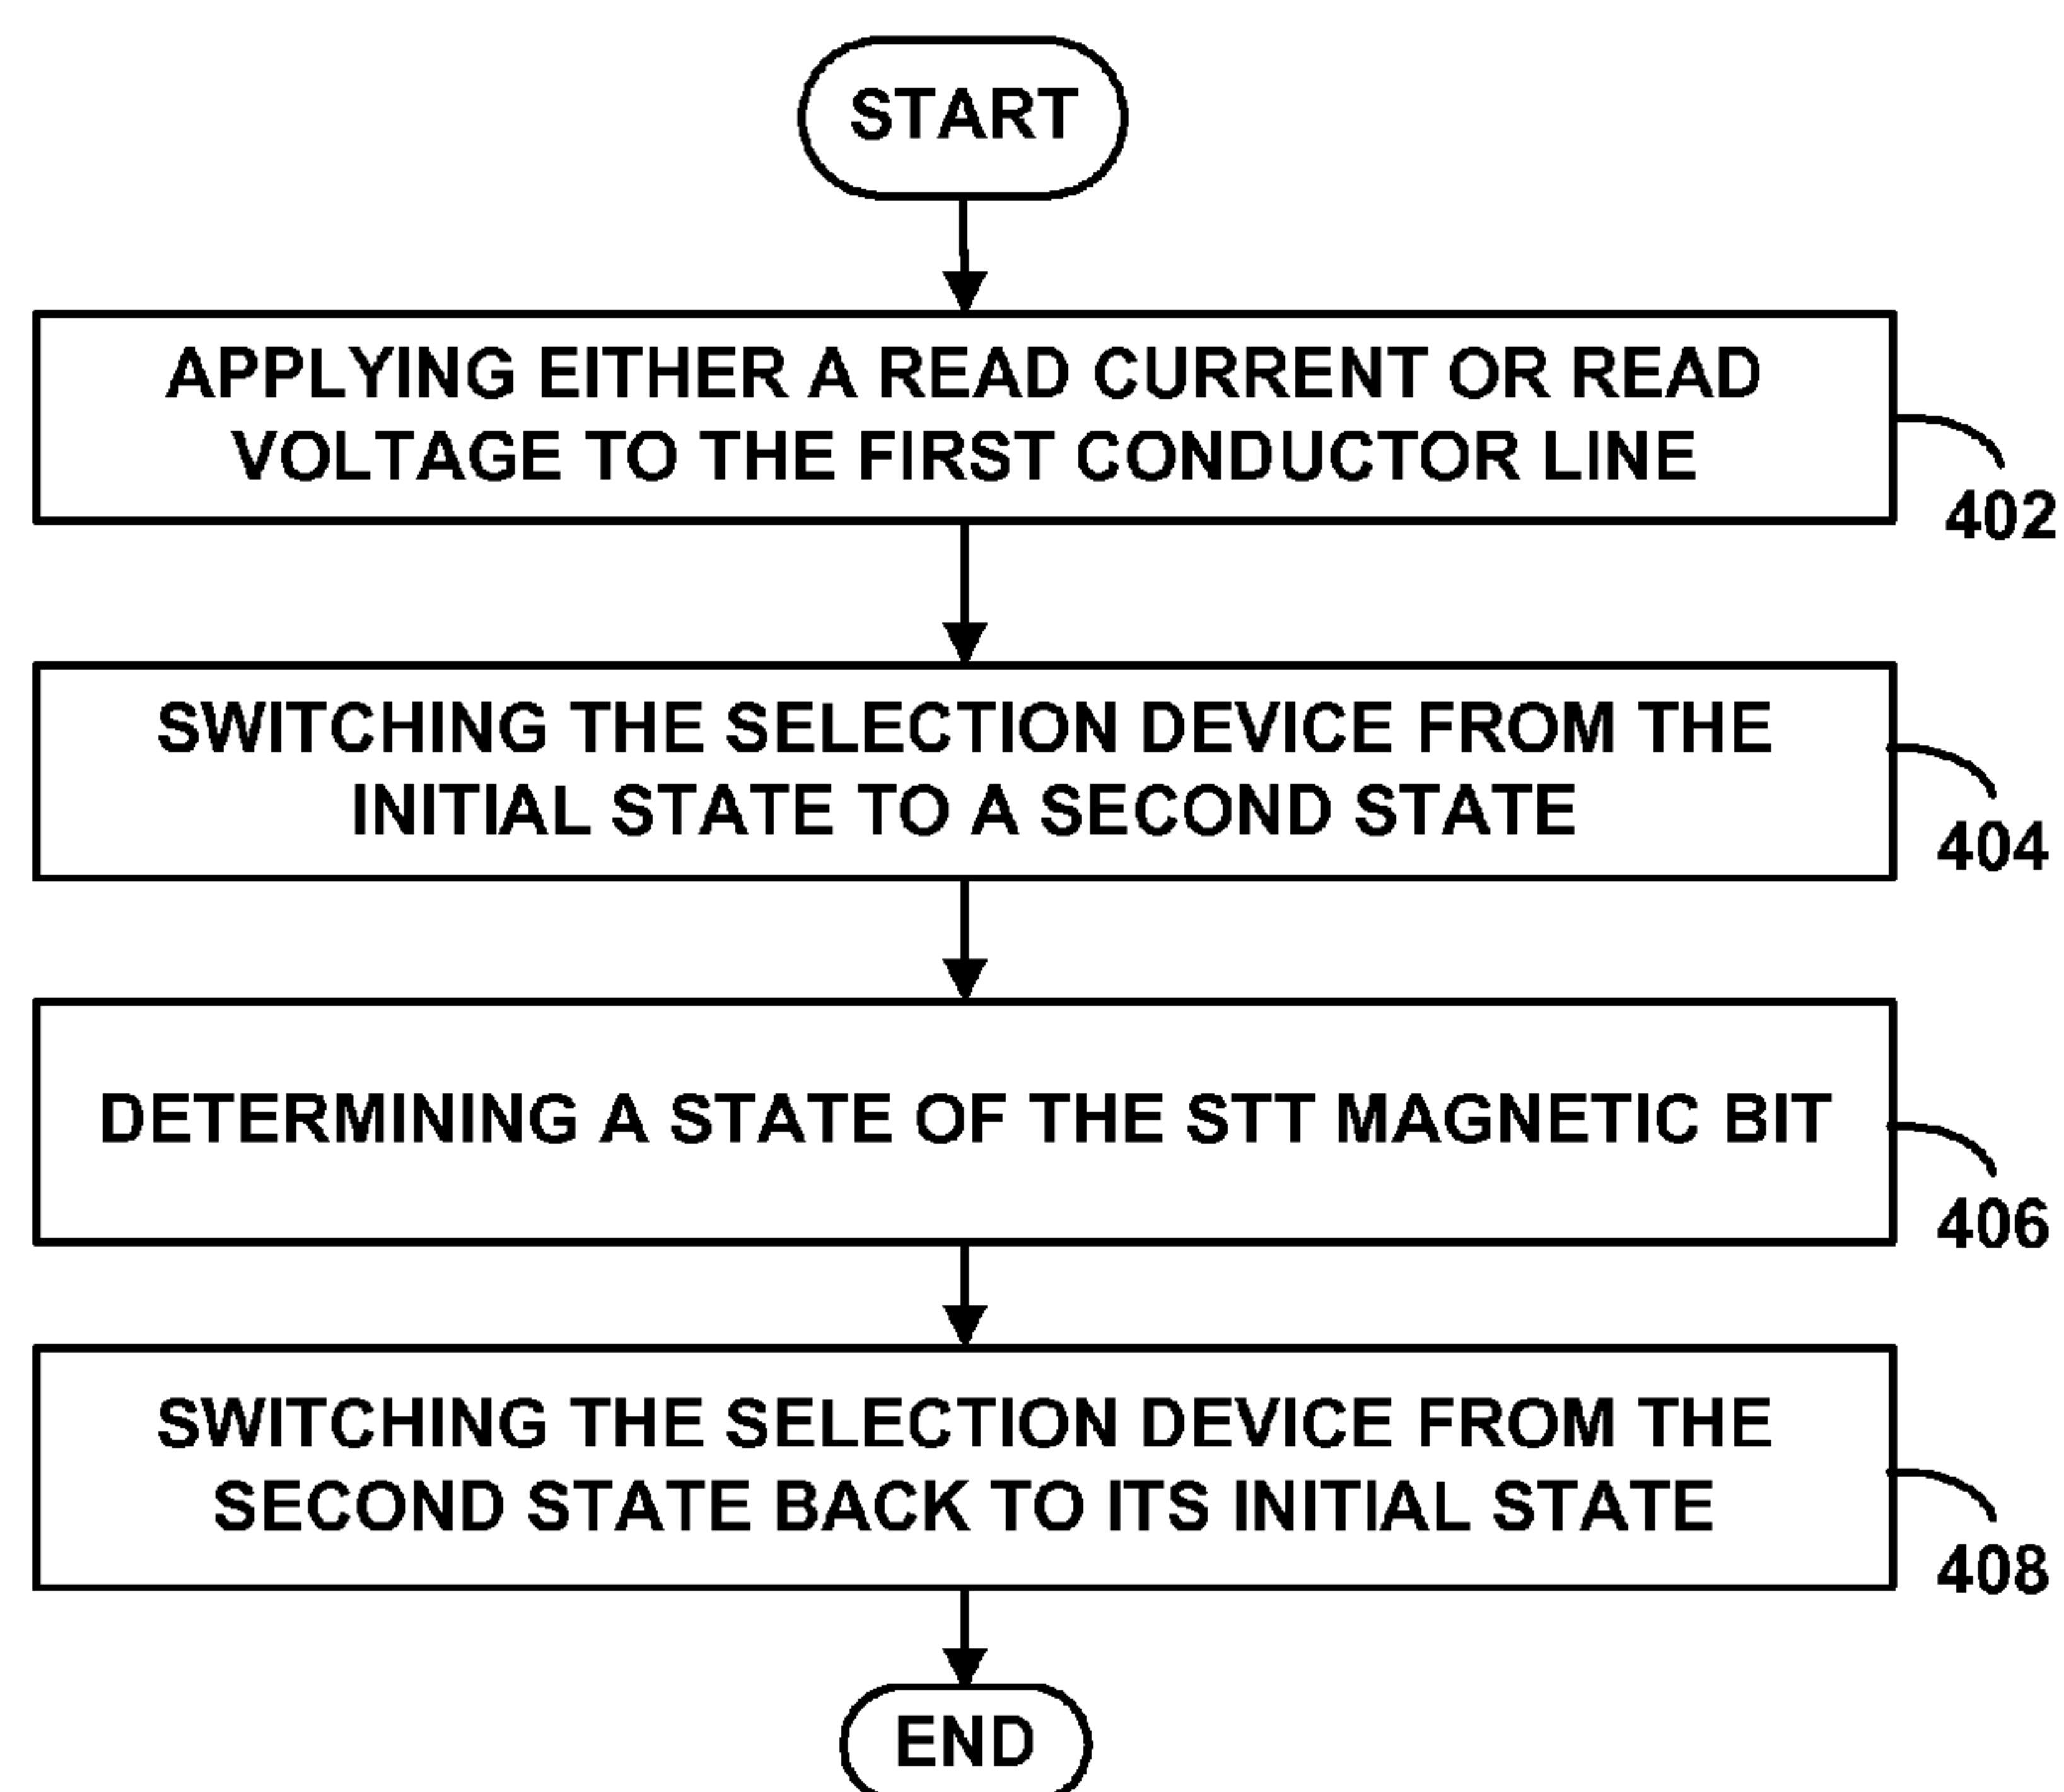 START
APPLYING EITHER A READ CURRENT OR READ
VOLTAGE TO THE FIRST CONDUCTOR LINE
402
SWITCHING THE SELECTION DEVICE FROM THE
INITIAL STATE TO A SECOND STATE
404
DETERMINING A STATE OF THE STT MAGNETIC BIT
406
SWITCHING THE SELECTION DEVICE FROM THE
SECOND STATE BACK TO ITS INITIAL STATE
408
END